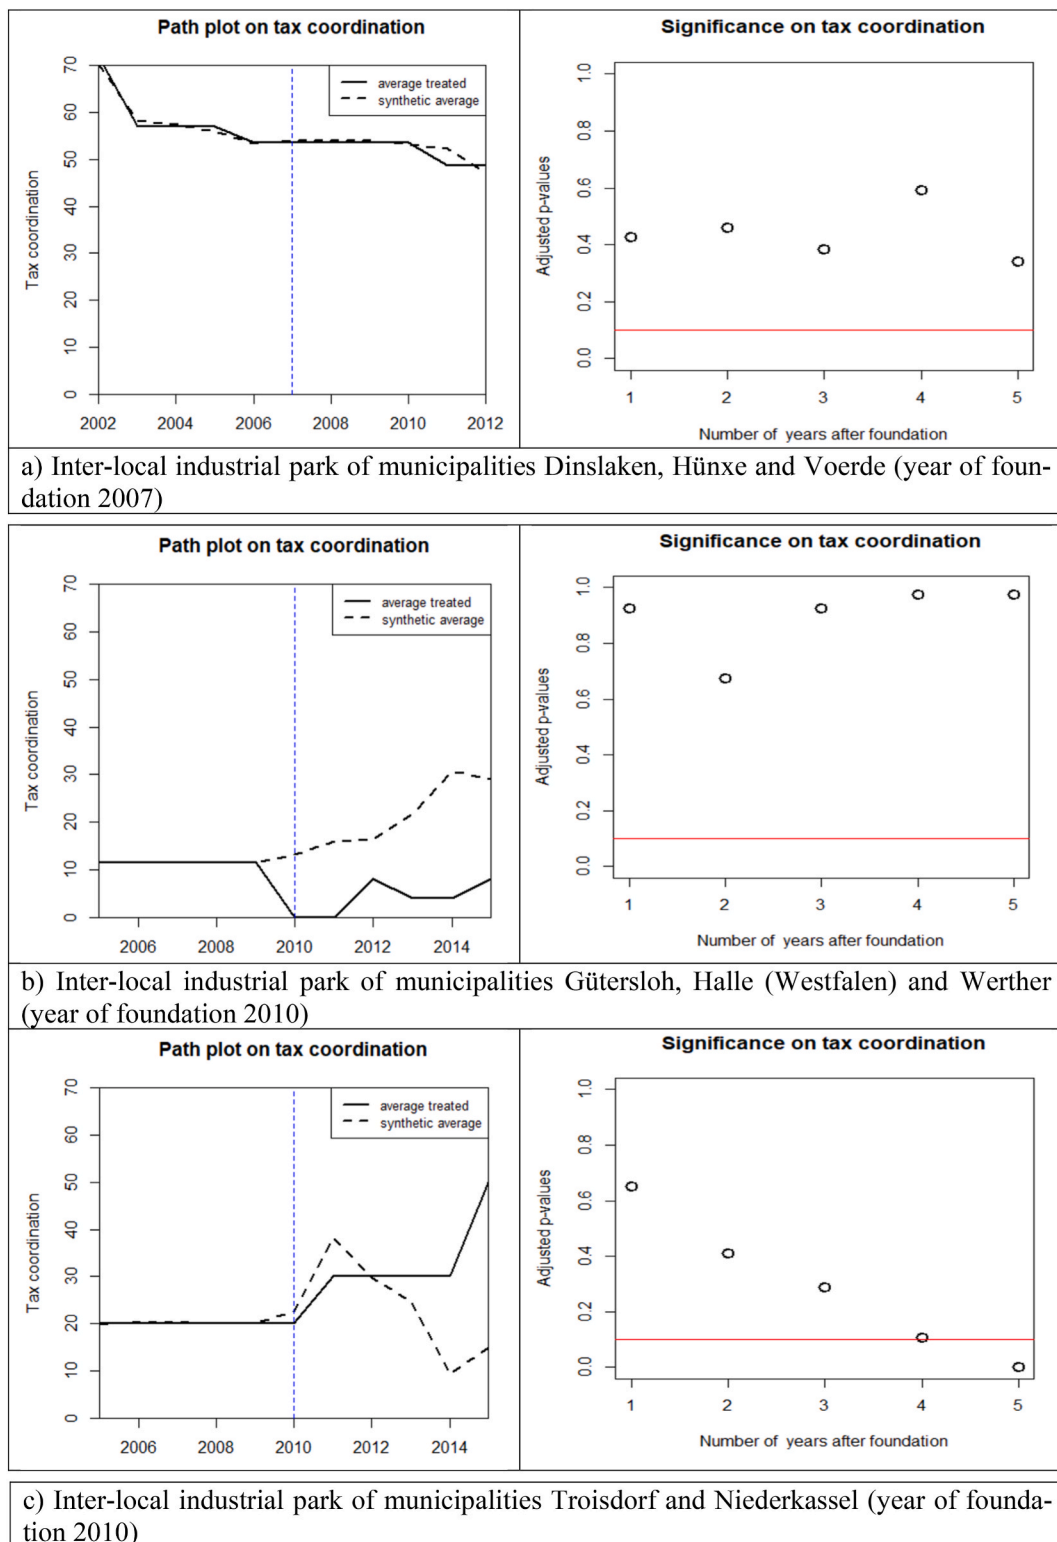 Path plot on tax coordination
70
60
50
40
30
20
10
0
Tax coordination
average treated
synthetic average
2002 2004 2006 2008 2010 2012
Significance on tax coordination
1.0
0.8
0.6
0.4
0.2
0.0
Adjusted p-values
1 2 3 4 5
Number of years after foundation
a) Inter-local industrial park of municipalities Dinslaken, Hünxe and Voerde (year of foun-
dation 2007)
Path plot on tax coordination
70
60
50
40
30
20
10
0
Tax coordination
average treated
synthetic average
2006 2008 2010 2012 2014
Significance on tax coordination
1.0
0.8
0.6
0.4
0.2
0.0
Adjusted p-values
1 2 3 4 5
Number of years after foundation
b) Inter-local industrial park of municipalities Gütersloh, Halle (Westfalen) and Werther
(year of foundation 2010)
Path plot on tax coordination
70
60
50
40
30
20
10
0
Tax coordination
average treated
synthetic average
2006 2008 2010 2012 2014
Significance on tax coordination
1.0
0.8
0.6
0.4
0.2
0.0
Adjusted p-values
1 2 3 4 5
Number of years after foundation
c) Inter-local industrial park of municipalities Troisdorf and Niederkassel (year of founda-
tion 2010)